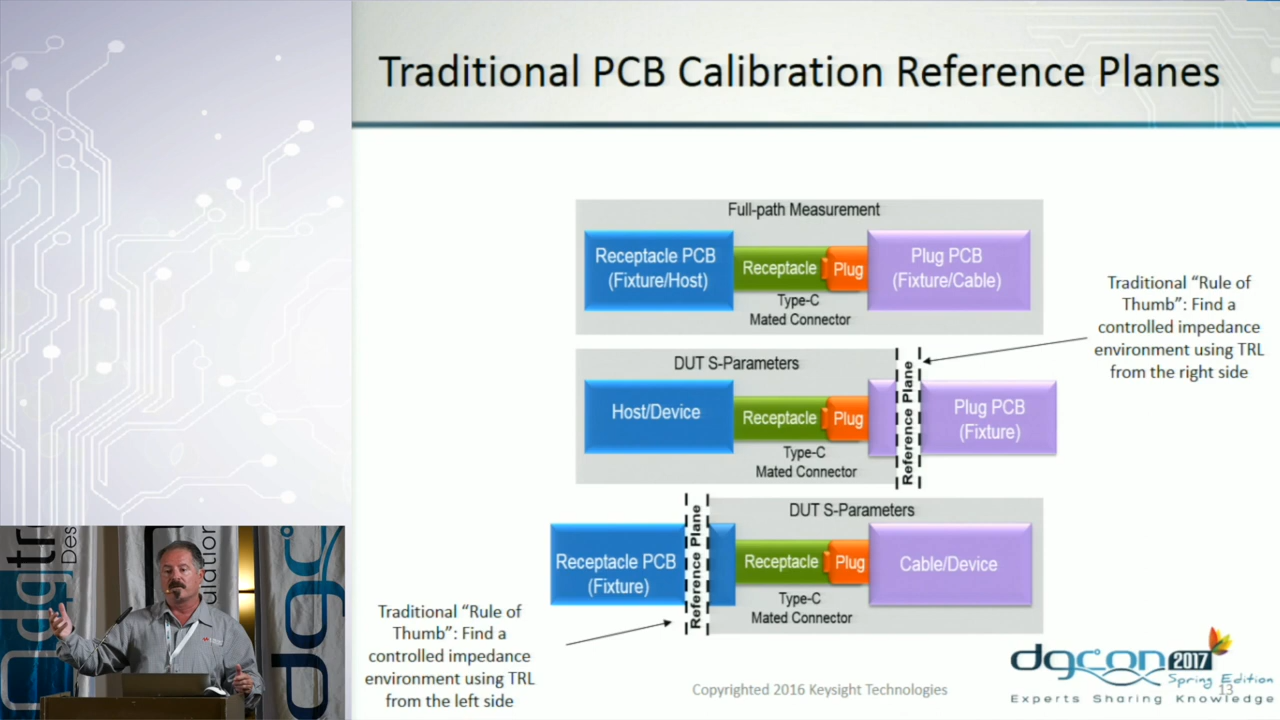 Traditional PCB Calibration Reference Planes
Full-path Measurement
Receptacle PCB
(Fixture/Host)
Receptacle
Plug
Plug PCB
(Fixture/Cable)
Type-C
Mated Connector
Traditional “Rule of
Thumb”: Find a
controlled impedance
environment using TRL
from the right side
DUT S-Parameters
Host/Device
Receptacle
Plug
Reference Plane
Plug PCB
(Fixture)
Type-C
Mated Connector
DUT S-Parameters
Receptacle PCB
(Fixture)
Reference Plane
Receptacle
Plug
Cable/Device
Type-C
Mated Connector
Traditional “Rule of
Thumb”: Find a
controlled impedance
environment using TRL
from the left side
Copyrighted 2016 Keysight Technologies
dgcon 2017
Spring Edition
13
Experts Sharing Knowledge